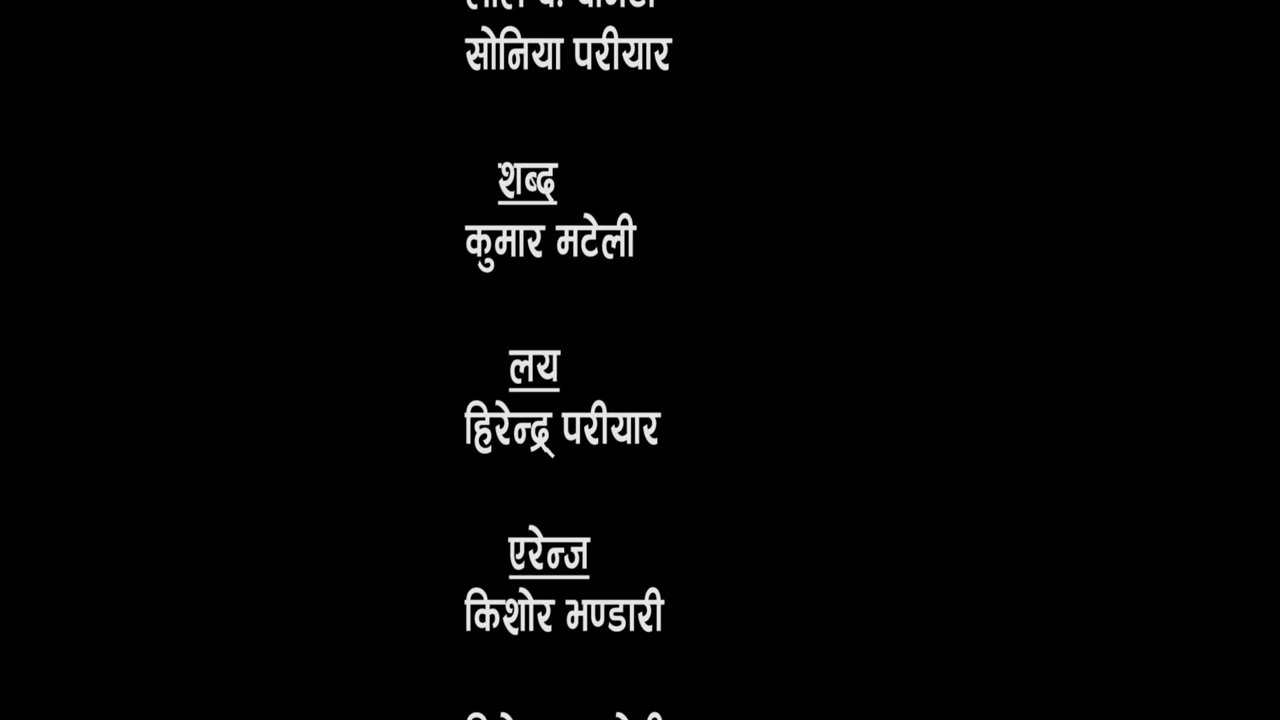 सोनिया परीयार
शब्द
कुमार मटेली
लय
हिरेन्द्र् परीयार
एरेन्ज
किशोर भण्डारी